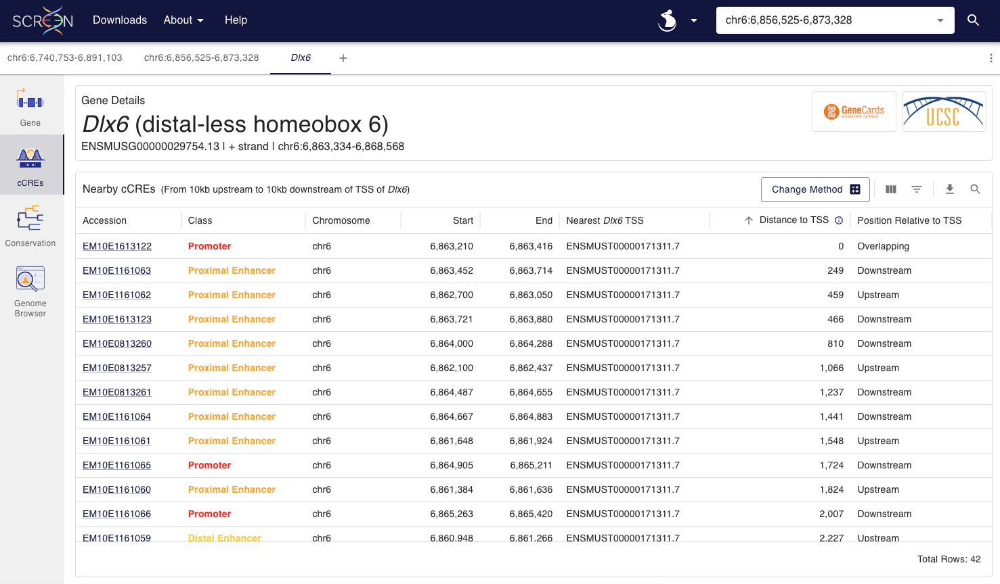 SCREEN Downloads About Help chr6:6,856,525-6,873,328
chr6:6,740,753-6,891,103 chr6:6,856,525-6,873,328 Dlx6
Gene
cCREs
Conservation
Genome
Browser
Gene Details
Dlx6 (distal-less homeobox 6)
ENSMUSG00000029754.13 | + strand | chr6:6,863,334-6,868,568
GeneCards
HUMAN GENE DATABASE
UCSC
Nearby cCREs (From 10kb upstream to 10kb downstream of TSS of Dlx6) Change Method
Accession Class Chromosome Start End Nearest Dlx6 TSS Distance to TSS Position Relative to TSS
EM10E1613122 Promoter chr6 6,863,210 6,863,416 ENSMUST00000171311.7 0 Overlapping
EM10E1161063 Proximal Enhancer chr6 6,863,452 6,863,714 ENSMUST00000171311.7 249 Downstream
EM10E1161062 Proximal Enhancer chr6 6,862,700 6,863,050 ENSMUST00000171311.7 459 Upstream
EM10E1613123 Proximal Enhancer chr6 6,863,721 6,863,880 ENSMUST00000171311.7 466 Downstream
EM10E0813260 Proximal Enhancer chr6 6,864,000 6,864,288 ENSMUST00000171311.7 810 Downstream
EM10E0813257 Proximal Enhancer chr6 6,862,100 6,862,437 ENSMUST00000171311.7 1,066 Upstream
EM10E0813261 Proximal Enhancer chr6 6,864,487 6,864,655 ENSMUST00000171311.7 1,237 Downstream
EM10E1161064 Proximal Enhancer chr6 6,864,667 6,864,883 ENSMUST00000171311.7 1,441 Downstream
EM10E1161061 Proximal Enhancer chr6 6,861,648 6,861,924 ENSMUST00000171311.7 1,548 Upstream
EM10E1161065 Promoter chr6 6,864,905 6,865,211 ENSMUST00000171311.7 1,724 Downstream
EM10E1161060 Proximal Enhancer chr6 6,861,384 6,861,636 ENSMUST00000171311.7 1,824 Upstream
EM10E1161066 Promoter chr6 6,865,263 6,865,420 ENSMUST00000171311.7 2,007 Downstream
EM10E1161059 Distal Enhancer chr6 6,860,948 6,861,266 ENSMUST00000171311.7 2,227 Upstream
Total Rows: 42